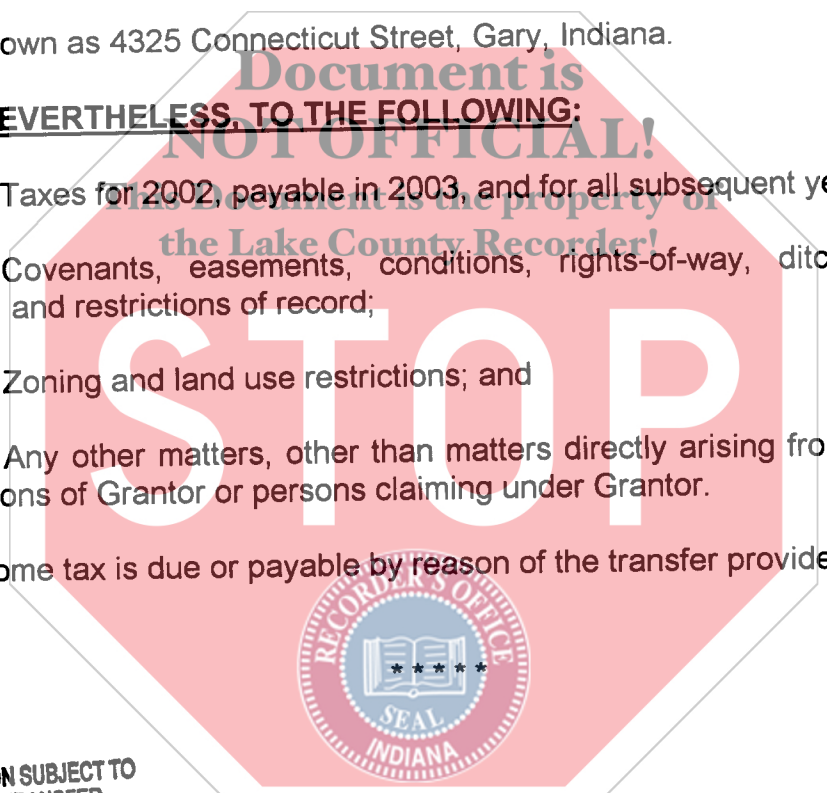 own as 4325 Connecticut Street, Gary, Indiana.
Document is
EVERTHELESS, TO THE FOLLOWING:
NOT OFFICIAL!
Taxes for 2002, payable in 2003, and for all subsequent ye
This Document is the property of
the Lake County Recorder!
Covenants, easements, conditions, rights-of-way, ditc
and restrictions of record;
STOP
Zoning and land use restrictions; and
Any other matters, other than matters directly arising fro
ons of Grantor or persons claiming under Grantor.
ome tax is due or payable by reason of the transfer provide
RECORDER'S OFFICE
* * * * *
SEAL
INDIANA
N SUBJECT TO